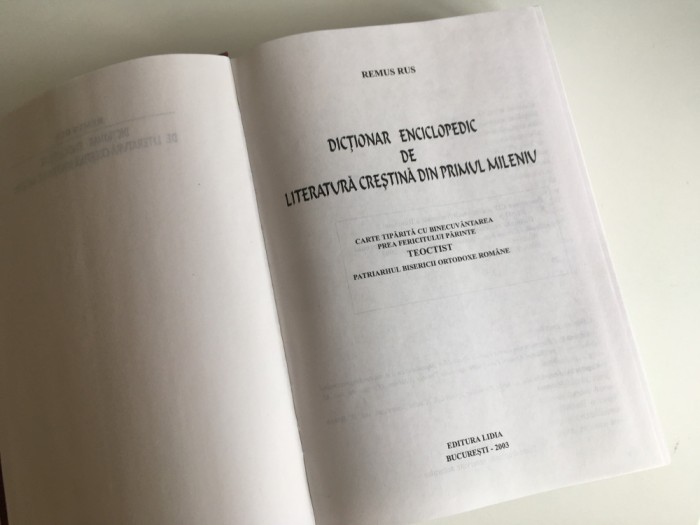 REMUS RUS
DICȚIONAR ENCICLOPEDIC
DE
LITERATURĂ CREȘTINĂ DIN PRIMUL MILENIU
CARTE TIPĂRITĂ CU BINECUVÂNTAREA
PREA FERICITULUI PĂRINTE
TEOCTIST
PATRIARHUL BISERICII ORTODOXE ROMÂNE
EDITURA LIDIA
BUCUREȘTI - 2003